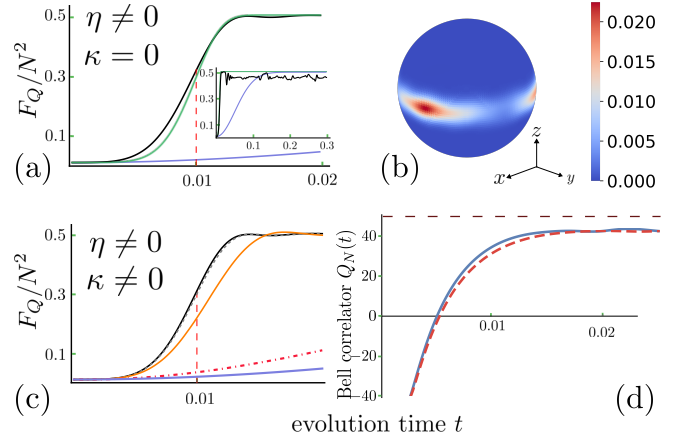 η ≠ 0
κ = 0
F_Q/N^2
0.5
0.3
0.1
0.5
0.3
0.1
0.1
0.2
0.3
0.01
0.02
(a)
0.020
0.015
0.010
0.005
0.000
z
x
y
(b)
η ≠ 0
κ ≠ 0
F_Q/N^2
0.5
0.3
0.1
0.01
(c)
Bell correlator Q_N(t)
40
20
0
−20
−40
0.01
0.02
(d)
evolution time t